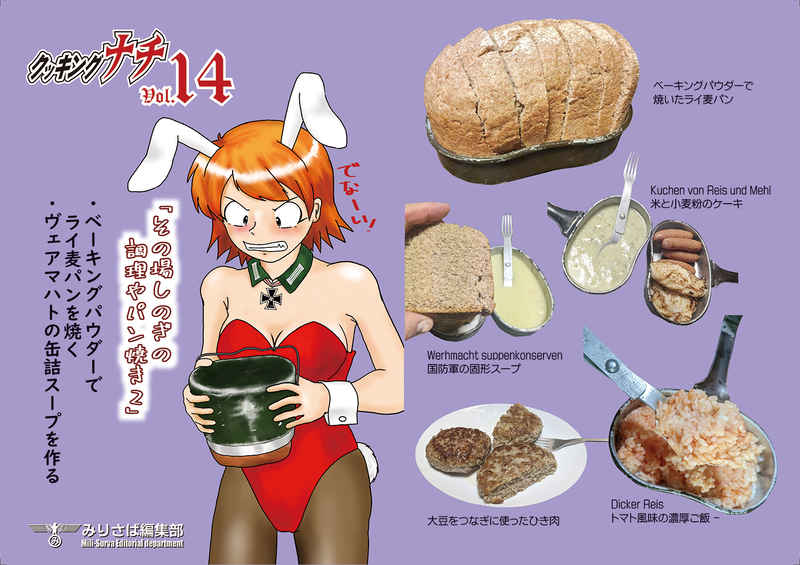 クッキングナチ
Vol.14
でなーい!
「その場しのぎの
調理やパン焼き2」
・ベーキングパウダーで
ライ麦パンを焼く
・ヴェアマハトの缶詰スープを作る
み
みりさば編集部
Mili-Surva Editorial department
ベーキングパウダーで
焼いたライ麦パン
Kuchen von Reis und Mehl
米と小麦粉のケーキ
Werhmacht suppenkonserven
国防軍の固形スープ
Dicker Reis
トマト風味の濃厚ご飯 –
大豆をつなぎに使ったひき肉